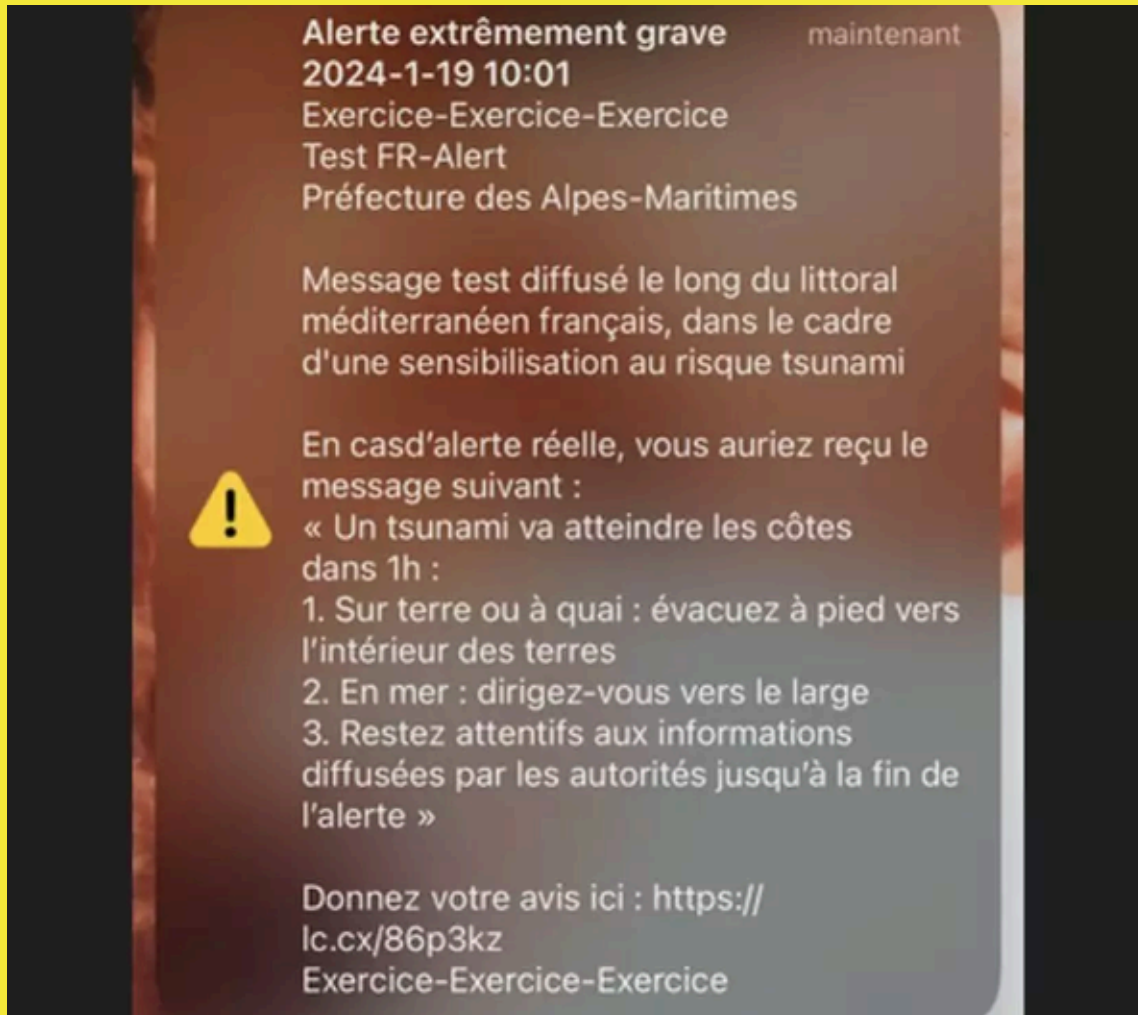 Alerte extrêmement grave maintenant
2024-1-19 10:01
Exercice-Exercice-Exercice
Test FR-Alert
Préfecture des Alpes-Maritimes
Message test diffusé le long du littoral
méditerranéen français, dans le cadre
d'une sensibilisation au risque tsunami
En casd’alerte réelle, vous auriez reçu le
message suivant :
« Un tsunami va atteindre les côtes
dans 1h :
1. Sur terre ou à quai : évacuez à pied vers
l’intérieur des terres
2. En mer : dirigez-vous vers le large
3. Restez attentifs aux informations
diffusées par les autorités jusqu’à la fin de
l’alerte »
Donnez votre avis ici : https://
lc.cx/86p3kz
Exercice-Exercice-Exercice